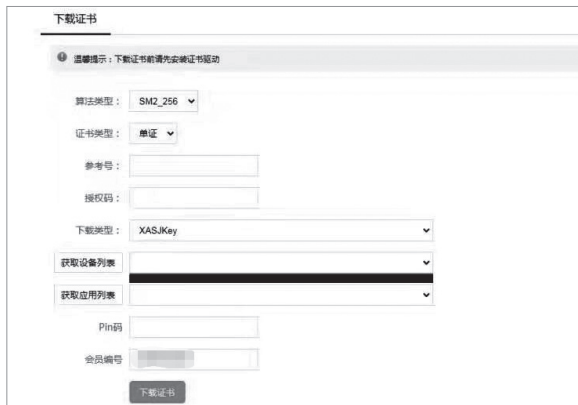 下载证书
温馨提示：下载证书前请先安装证书驱动
算法类型： SM2_256
证书类型： 单证
参考号：
授权码：
下载类型： XASJKey
获取设备列表
获取应用列表
Pin码
会员编号
下载证书